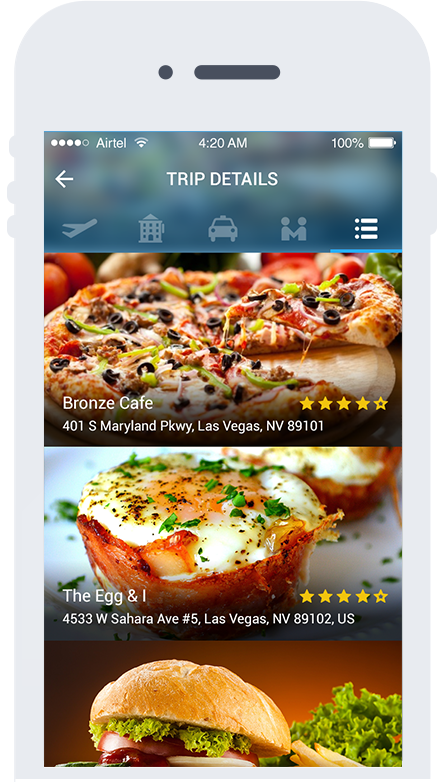 Airtel 4:20 AM 100%
TRIP DETAILS
Bronze Cafe
401 S Maryland Pkwy, Las Vegas, NV 89101
The Egg & I
4533 W Sahara Ave #5, Las Vegas, NV 89102, US